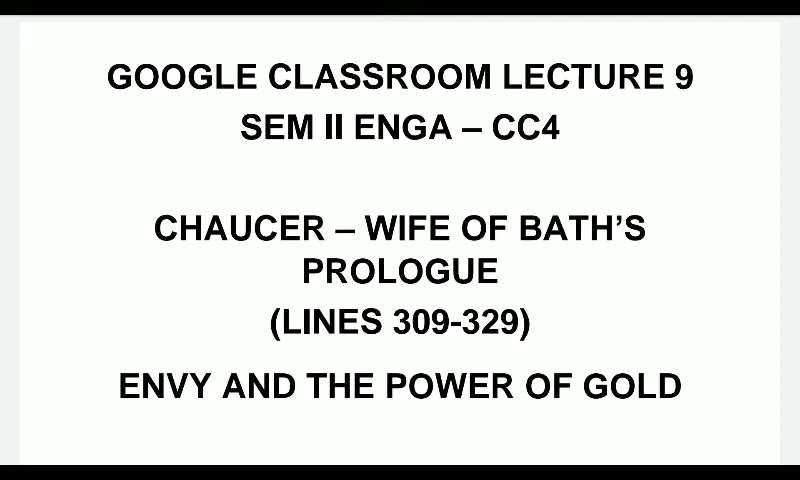 GOOGLE CLASSROOM LECTURE 9
SEM II ENGA – CC4
CHAUCER – WIFE OF BATH’S
PROLOGUE
(LINES 309-329)
ENVY AND THE POWER OF GOLD